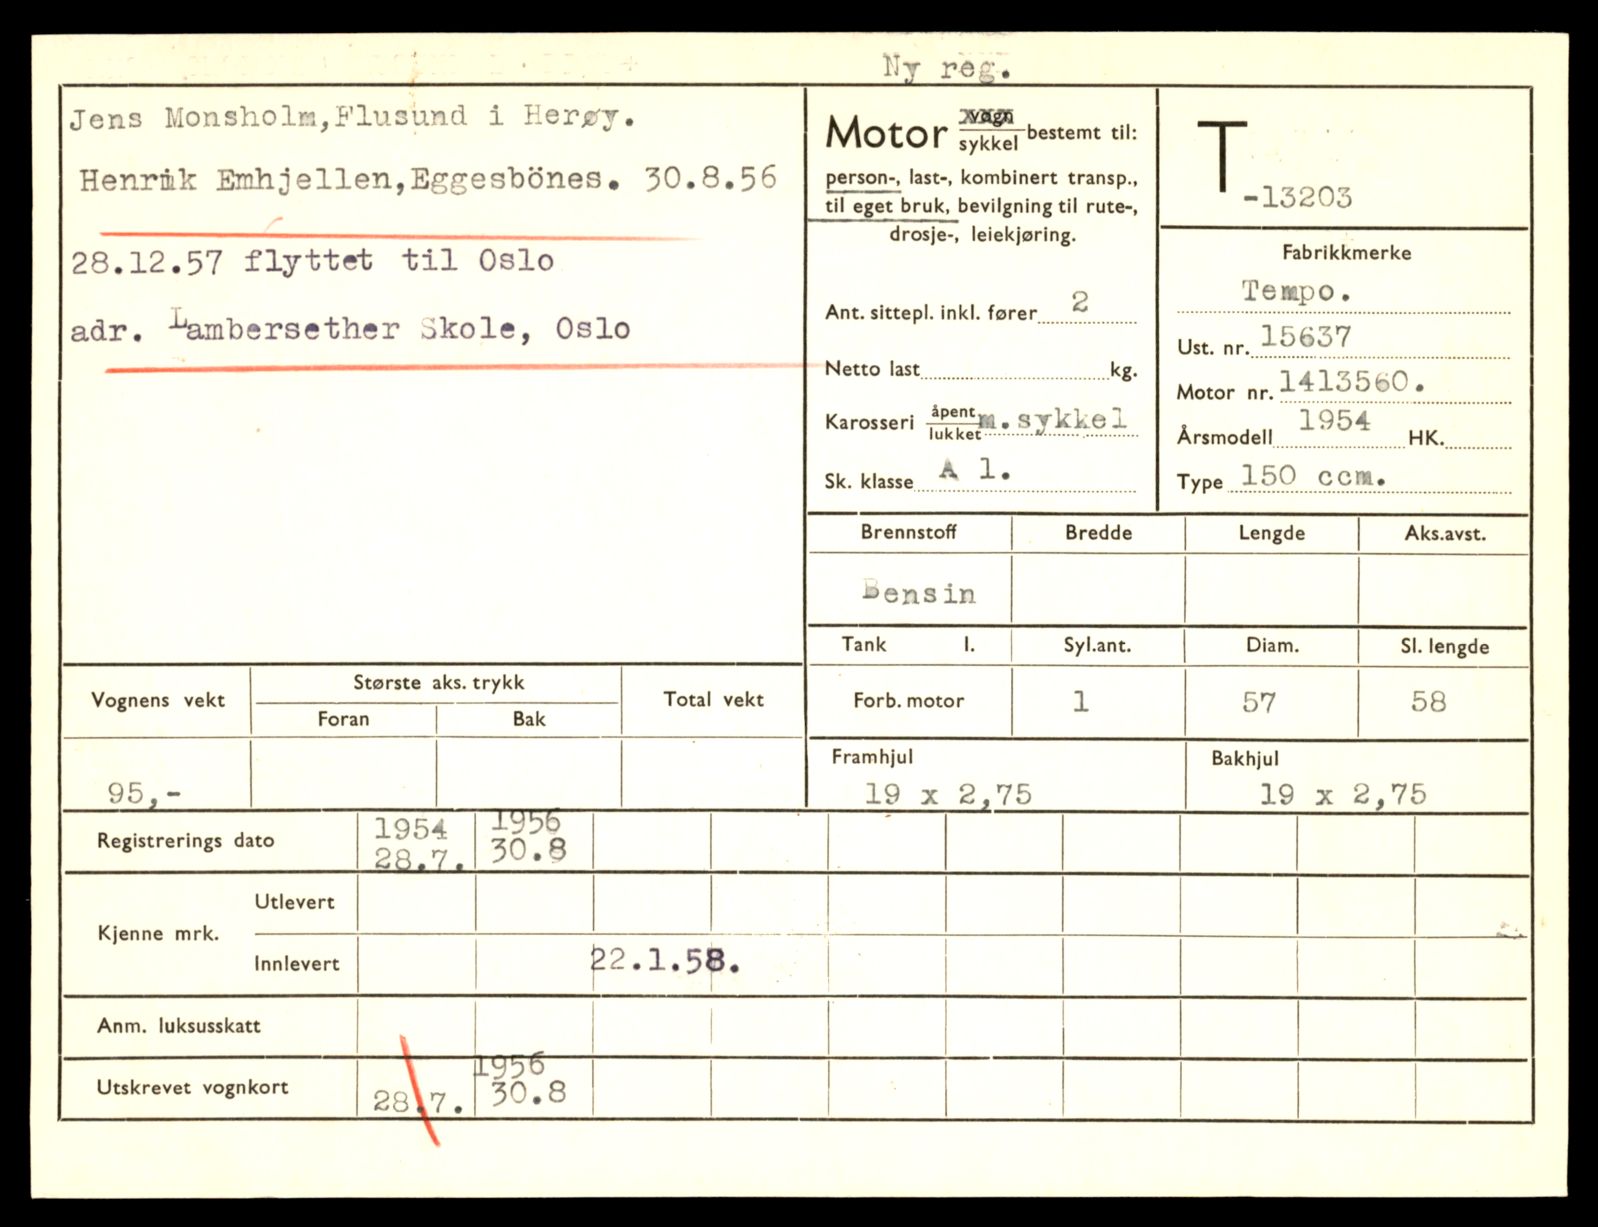 Ny reg.
Jens Monsholm,Flusund i Herøy.
Henrik Emhjellen,Eggesbönes. 30.8.56
28.12.57 flyttet til Oslo
adr. Lambersether Skole, Oslo
Motor vogn/sykkel bestemt til:
person-, last-, kombinert transp.,
til eget bruk, bevilgning til rute-,
drosje-, leiekjøring.
Ant. sittepl. inkl. fører 2
Netto last kg.
Karosseri åpent/lukket m.sykkel
Sk. klasse A 1.
T-13203
Fabrikkmerke
Tempo.
Ust. nr. 15637
Motor nr. 1413560.
Årsmodell 1954 HK.
Type 150 ccm.
Brennstoff Bredde Lengde Aks.avst.
Bensin
Tank l. Syl.ant. Diam. Sl. lengde
Forb. motor 1 57 58
Framhjul Bakhjul
19 x 2,75 19 x 2,75
Vognens vekt Største aks. trykk Total vekt
Foran Bak
95,-
Registrerings dato 1954 28.7. 1956 30.8
Kjenne mrk. Utlevert
Innlevert 22.1.58.
Anm. luksusskatt
Utskrevet vognkort 28.7. 1956 30.8